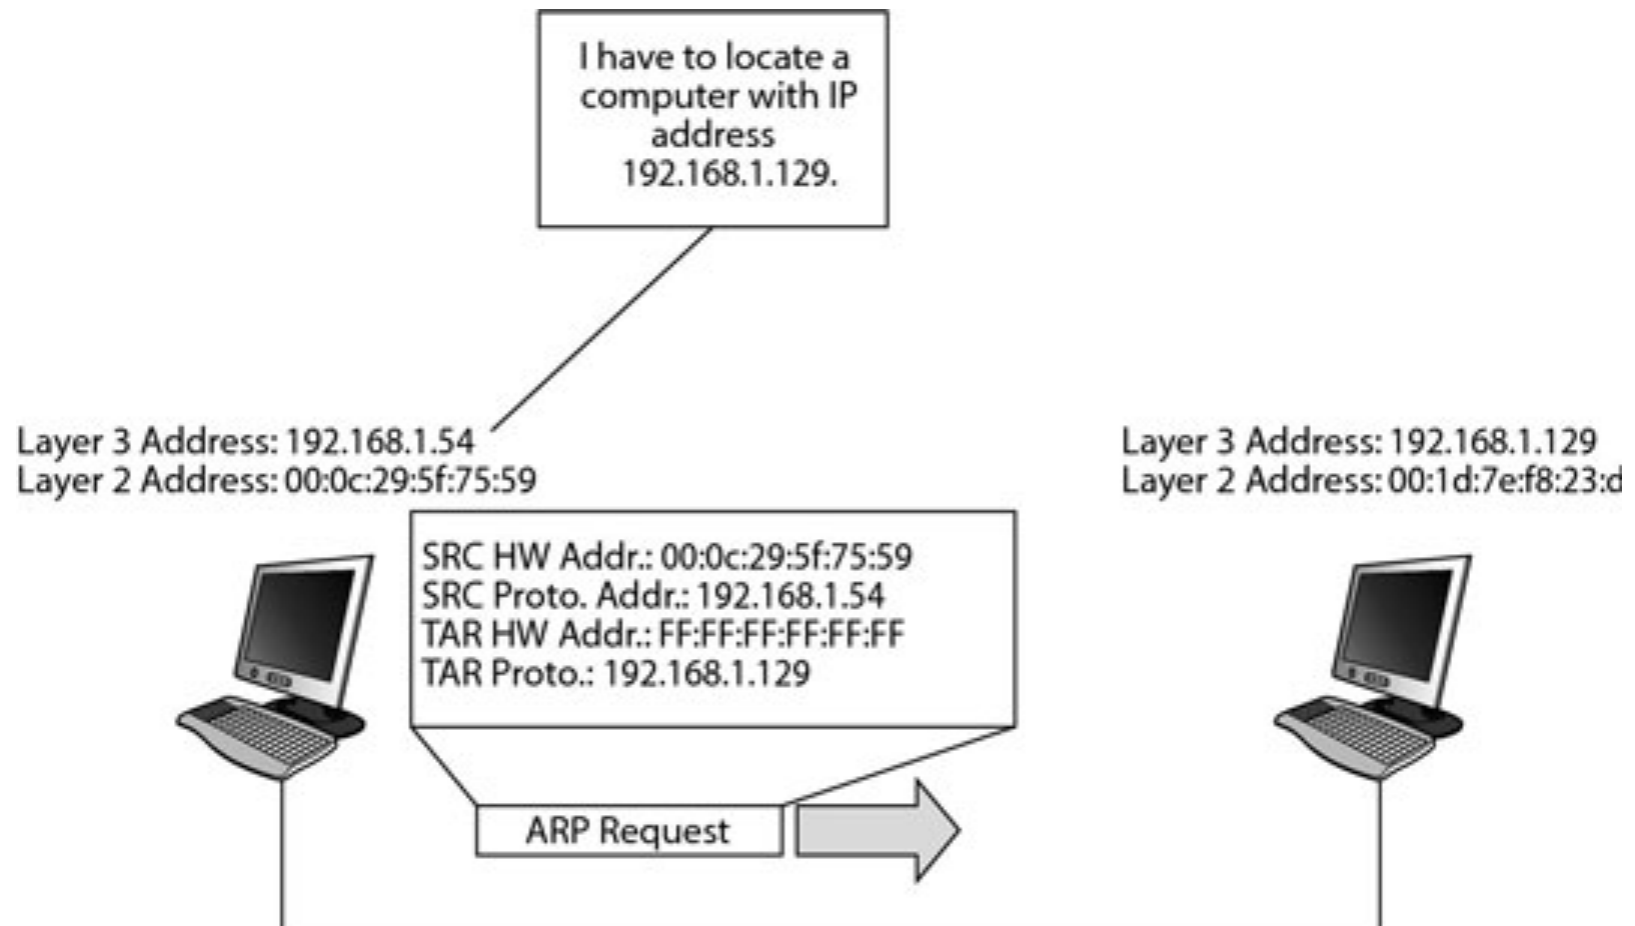 I have to locate a
computer with IP
address
192.168.1.129.
Layer 3 Address: 192.168.1.54
Layer 2 Address: 00:0c:29:5f:75:59
Layer 3 Address: 192.168.1.129
Layer 2 Address: 00:1d:7e:f8:23:d
SRC HW Addr.: 00:0c:29:5f:75:59
SRC Proto. Addr.: 192.168.1.54
TAR HW Addr.: FF:FF:FF:FF:FF:FF
TAR Proto.: 192.168.1.129
ARP Request